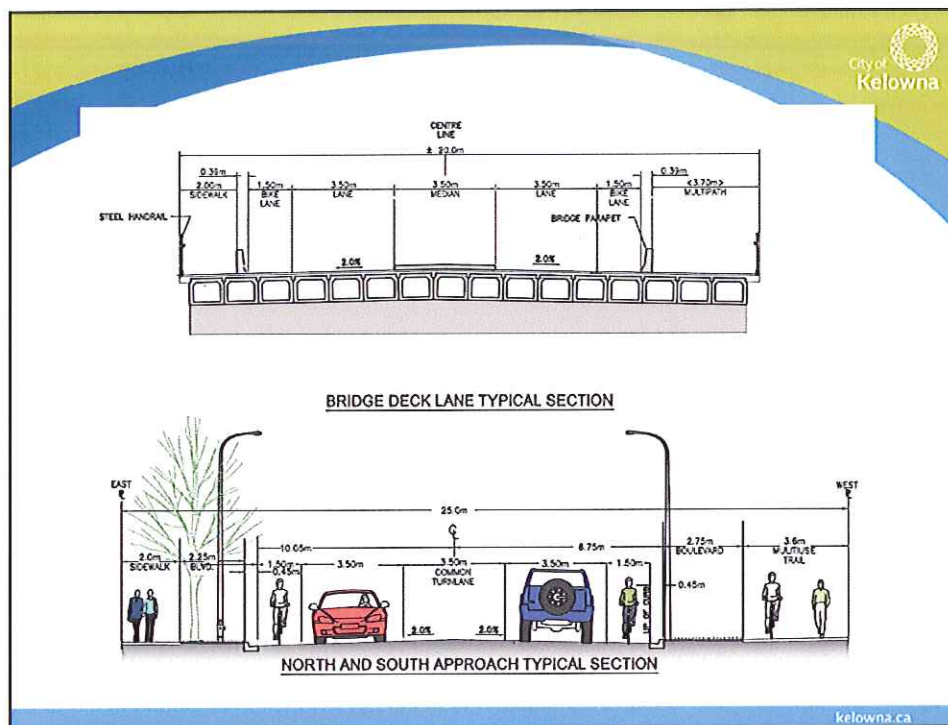 City of
Kelowna
CENTRE
LINE
± 20.0m
0.39m
0.39m
2.00m
SIDEWALK
1.50m
BIKE
LANE
3.50m
LANE
3.50m
MEDIAN
3.50m
LANE
1.50m
BIKE
LANE
<3.70m>
MULTIPATH
STEEL HANDRAIL
BRIDGE PARAPET
2.0%
2.0%
BRIDGE DECK LANE TYPICAL SECTION
EAST
WEST
25.0m
10.05m
8.75m
2.0m
SIDEWALK
2.25m
BLVD.
1.50m
0.45m
3.50m
3.50m
COMMON
TURNLANE
3.50m
1.50m
0.45m
2.75m
BOULEVARD
3.6m
MULTIUSE
TRAIL
2.0%
2.0%
NORTH AND SOUTH APPROACH TYPICAL SECTION
kelowna.ca